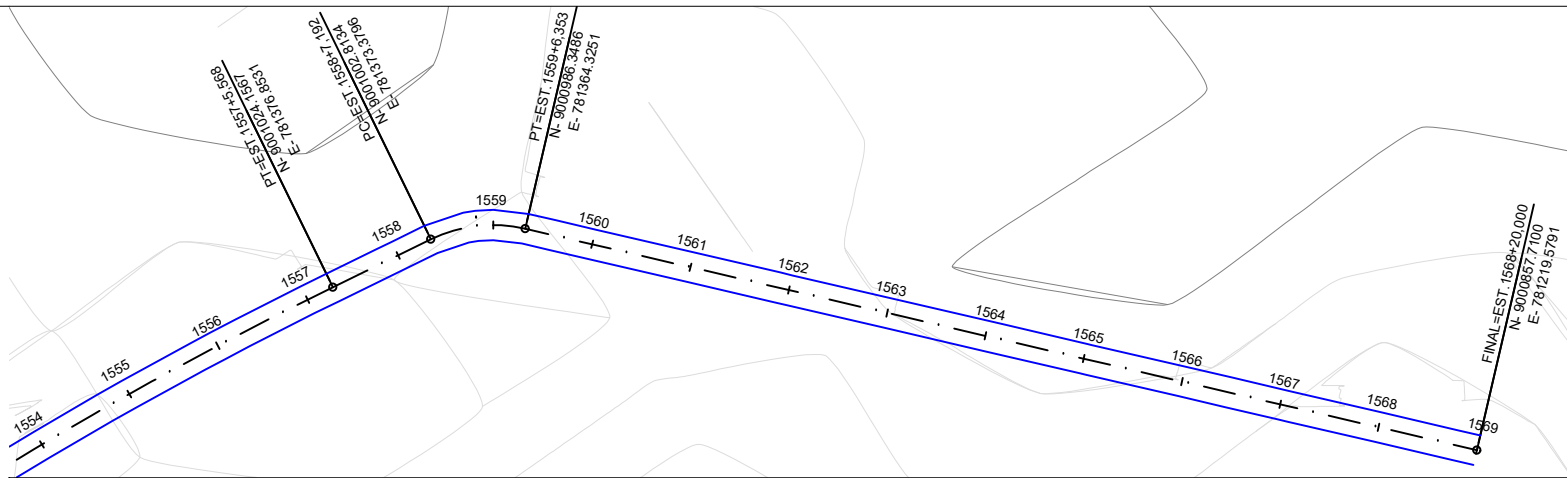 PT=EST.1557+5,568
N- 9001024.1567
E- 781376.8531
PC=EST.1558+7,192
N- 9001002.8134
E- 781373.3796
PT=EST.1559+6,353
N- 9000986.3486
E- 781364.3251
FINAL=EST.1568+20,000
N- 9000857.7100
E- 781219.5791
1554
1555
1556
1557
1558
1559
1560
1561
1562
1563
1564
1565
1566
1567
1568
1569